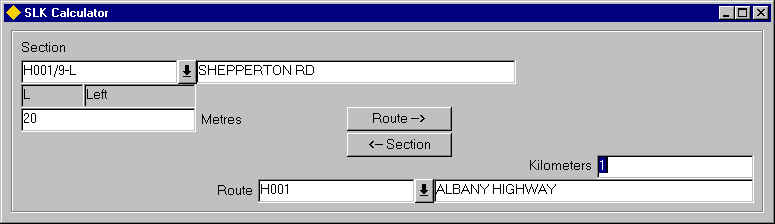 SLK Calculator
Section
H001/9-L SHEPPERTON RD
L Left
20 Metres
Route -->
<-- Section
Kilometers 1
Route H001 ALBANY HIGHWAY